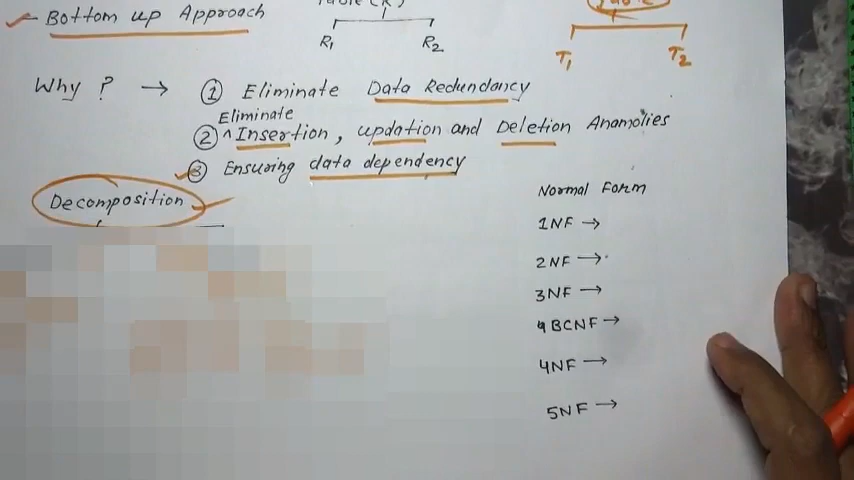 Bottom up Approach
R1 R2
T1 T2
Why ? → ① Eliminate Data Redundancy
Eliminate
② ^ Insertion, updation and Deletion Anamolies
③ Ensuring data dependency
Decomposition
Normal Form
1NF →
2NF →
3NF →
BCNF →
4NF →
5NF →